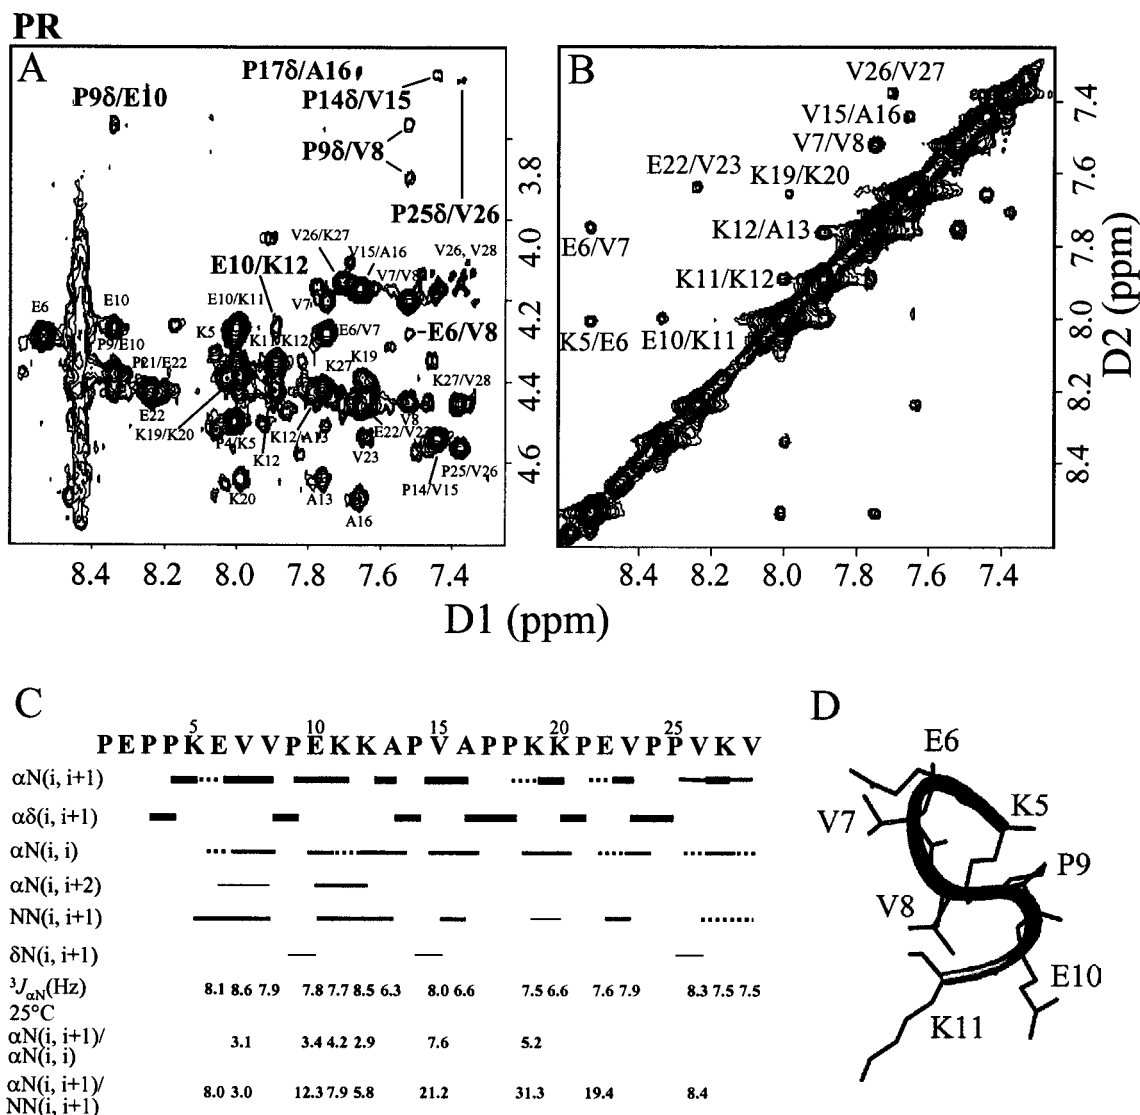 PR
A
P17δ/A16
P14δ/V15
P9δ/E10
P9δ/V8
P25δ/V26
V26/K27
V15/A16
V26, V28
E10/K12
V7/V8
E6
E10
E10/K11
V7
P9/E10
K5
K11/K12
E6/V7
E6/V8
P21/E22
K27
K19
K27/V28
E22
K19/K20
P4/K5
K12/A13
V8
E22/V23
K12
V23
P25/V26
K20
A13
P14/V15
A16
3.8
4.0
4.2
4.4
4.6
8.4 8.2 8.0 7.8 7.6
B
V26/V27
V15/A16
V7/V8
E22/V23
K19/K20
K12/A13
E6/V7
K11/K12
K5/E6
E10/K11
7.4
7.6
7.8
8.0
8.2
8.4
D2 (ppm)
8.4 8.2 8.0 7.8 7.6 7.4
D1 (ppm)
C
5 10 15 20 25
P E P P K E V V P E K K A P V A P P K K P E V P P V K V
αN(i, i+1)
αδ(i, i+1)
αN(i, i)
αN(i, i+2)
NN(i, i+1)
δN(i, i+1)
³JαN(Hz) 8.1 8.6 7.9 7.8 7.7 8.5 6.3 8.0 6.6 7.5 6.6 7.6 7.9 8.3 7.5 7.5
25°C
αN(i, i+1)/
αN(i, i) 3.1 3.4 4.2 2.9 7.6 5.2
αN(i, i+1)/
NN(i, i+1) 8.0 3.0 12.3 7.9 5.8 21.2 31.3 19.4 8.4
D
E6
K5
V7
P9
V8
E10
K11